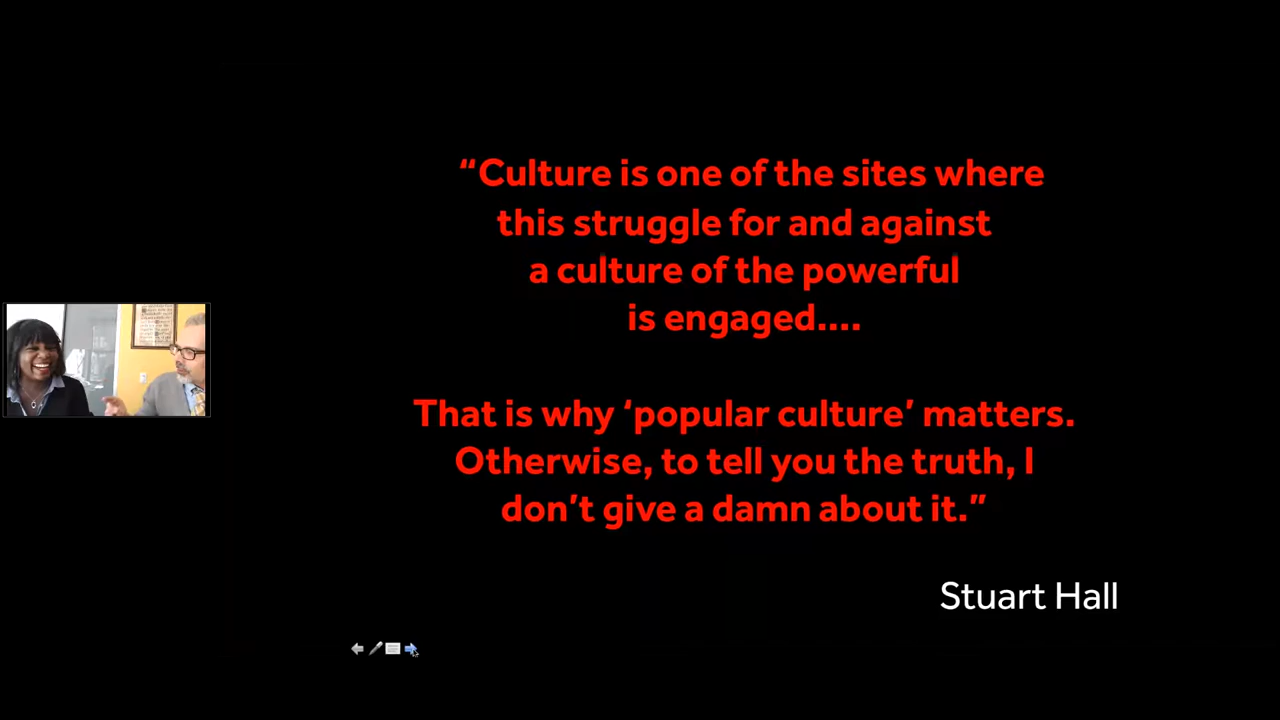 “Culture is one of the sites where
this struggle for and against
a culture of the powerful
is engaged....
That is why ‘popular culture’ matters.
Otherwise, to tell you the truth, I
don’t give a damn about it.”
Stuart Hall